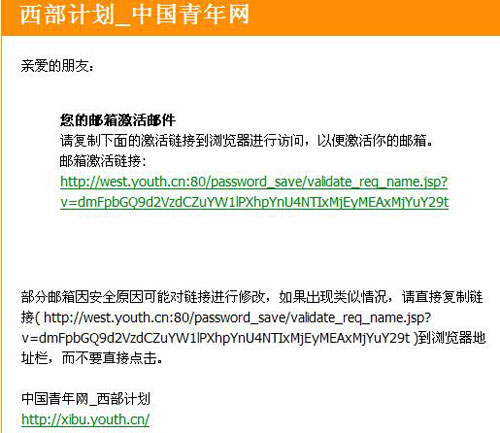 西部计划_中国青年网
亲爱的朋友：
您的邮箱激活邮件
请复制下面的激活链接到浏览器进行访问，以便激活你的邮箱。
邮箱激活链接:
http://west.youth.cn:80/password_save/validate_req_name.jsp?
v=dmFpbGQ9d2VzdCZuYW1lPXhpYnU4NTIxMjEyMEAxMjYuY29t
部分邮箱因安全原因可能对链接进行修改，如果出现类似情况，请直接复制链
接( http://west.youth.cn:80/password_save/validate_req_name.jsp?
v=dmFpbGQ9d2VzdCZuYW1lPXhpYnU4NTIxMjEyMEAxMjYuY29t )到浏览器地
址栏，而不要直接点击。
中国青年网_西部计划
http://xibu.youth.cn/